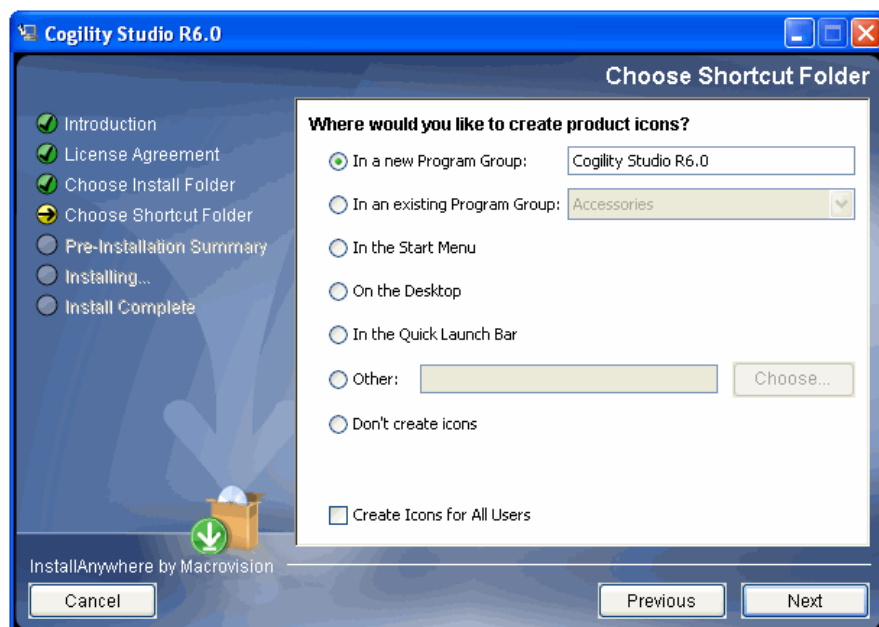 Cogility Studio R6.0
Choose Shortcut Folder
Introduction
License Agreement
Choose Install Folder
Choose Shortcut Folder
Pre-Installation Summary
Installing...
Install Complete
Where would you like to create product icons?
In a new Program Group: Cogility Studio R6.0
In an existing Program Group: Accessories
In the Start Menu
On the Desktop
In the Quick Launch Bar
Other: Choose...
Don't create icons
Create Icons for All Users
InstallAnywhere by Macrovision
Cancel Previous Next